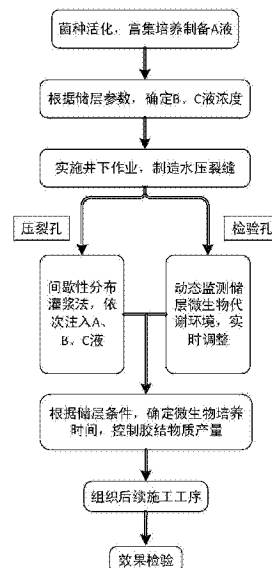 菌种活化，富集培养制备A液
根据储层参数，确定B，C液浓度
实施井下作业，制造水压裂缝
压裂孔
检验孔
间歇性分布
灌浆法，依
次注入A、
B，C液
动态监测储
层微生物代
谢环境，实
时调整
根据储层条件，确定微生物培养
时间，控制胶结物质产量
组织后续施工工序
效果检验